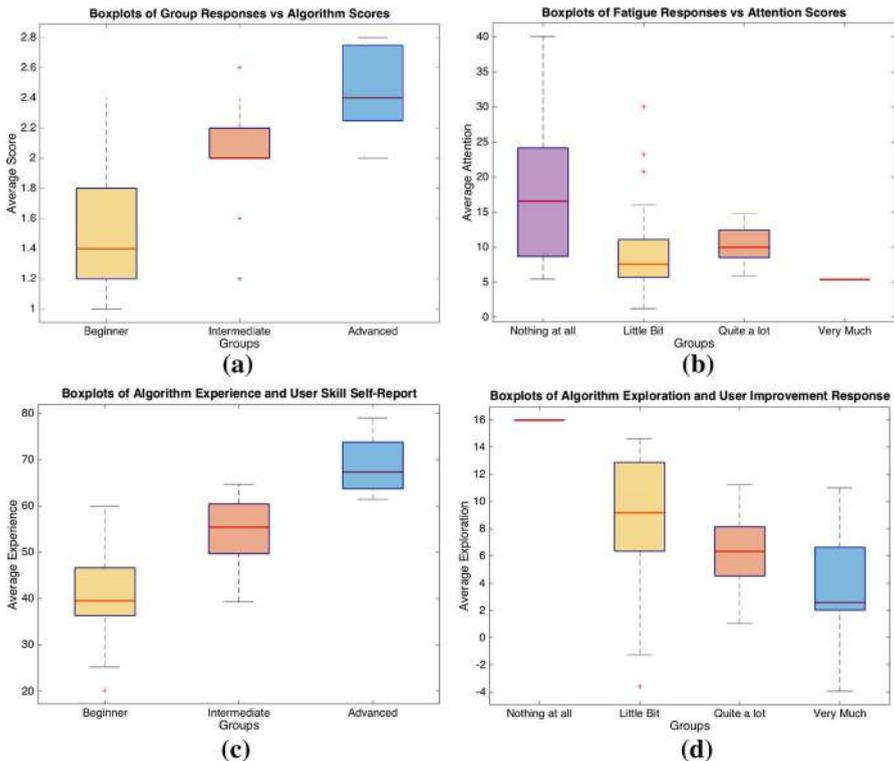 Boxplots of Group Responses vs Algorithm Scores
2.8
2.6
2.4
2.2
2
1.8
1.6
1.4
1.2
1
Average Score
Beginner Intermediate Advanced
Groups
(a)
Boxplots of Fatigue Responses vs Attention Scores
40
35
30
25
20
15
10
5
0
Average Attention
Nothing at all Little Bit Quite a lot Very Much
Groups
(b)
Boxplots of Algorithm Experience and User Skill Self-Report
80
70
60
50
40
30
20
Average Experience
Beginner Intermediate Advanced
Groups
(c)
Boxplots of Algorithm Exploration and User Improvement Response
16
14
12
10
8
6
4
2
0
-2
-4
Average Exploration
Nothing at all Little Bit Quite a lot Very Much
Groups
(d)